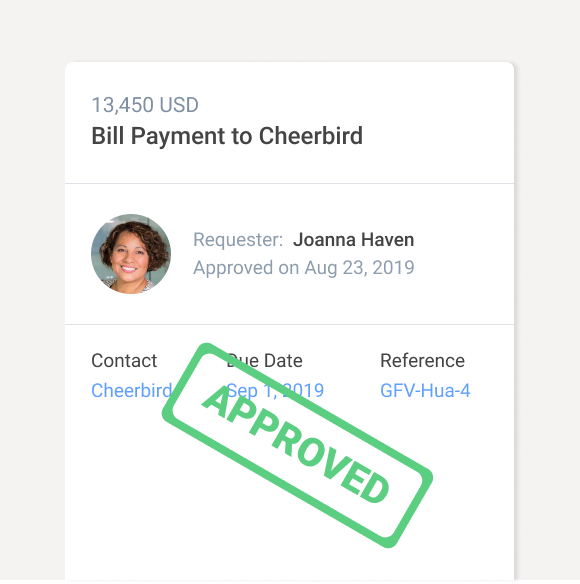 13,450 USD
Bill Payment to Cheerbird
Requester: Joanna Haven
Approved on Aug 23, 2019
Contact Due Date Reference
Cheerbird Sep 1, 2019 GFV-Hua-4
APPROVED